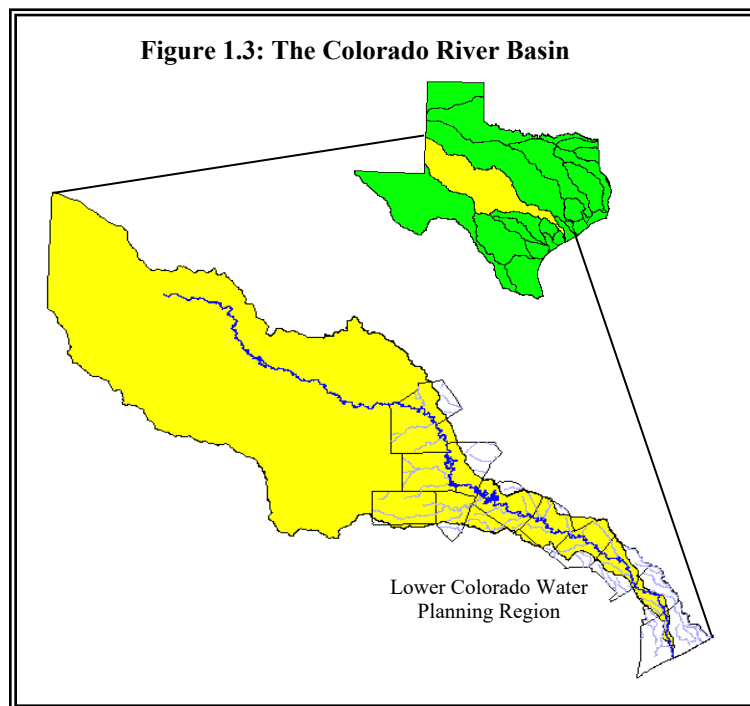 Figure 1.3: The Colorado River Basin
Lower Colorado Water
Planning Region